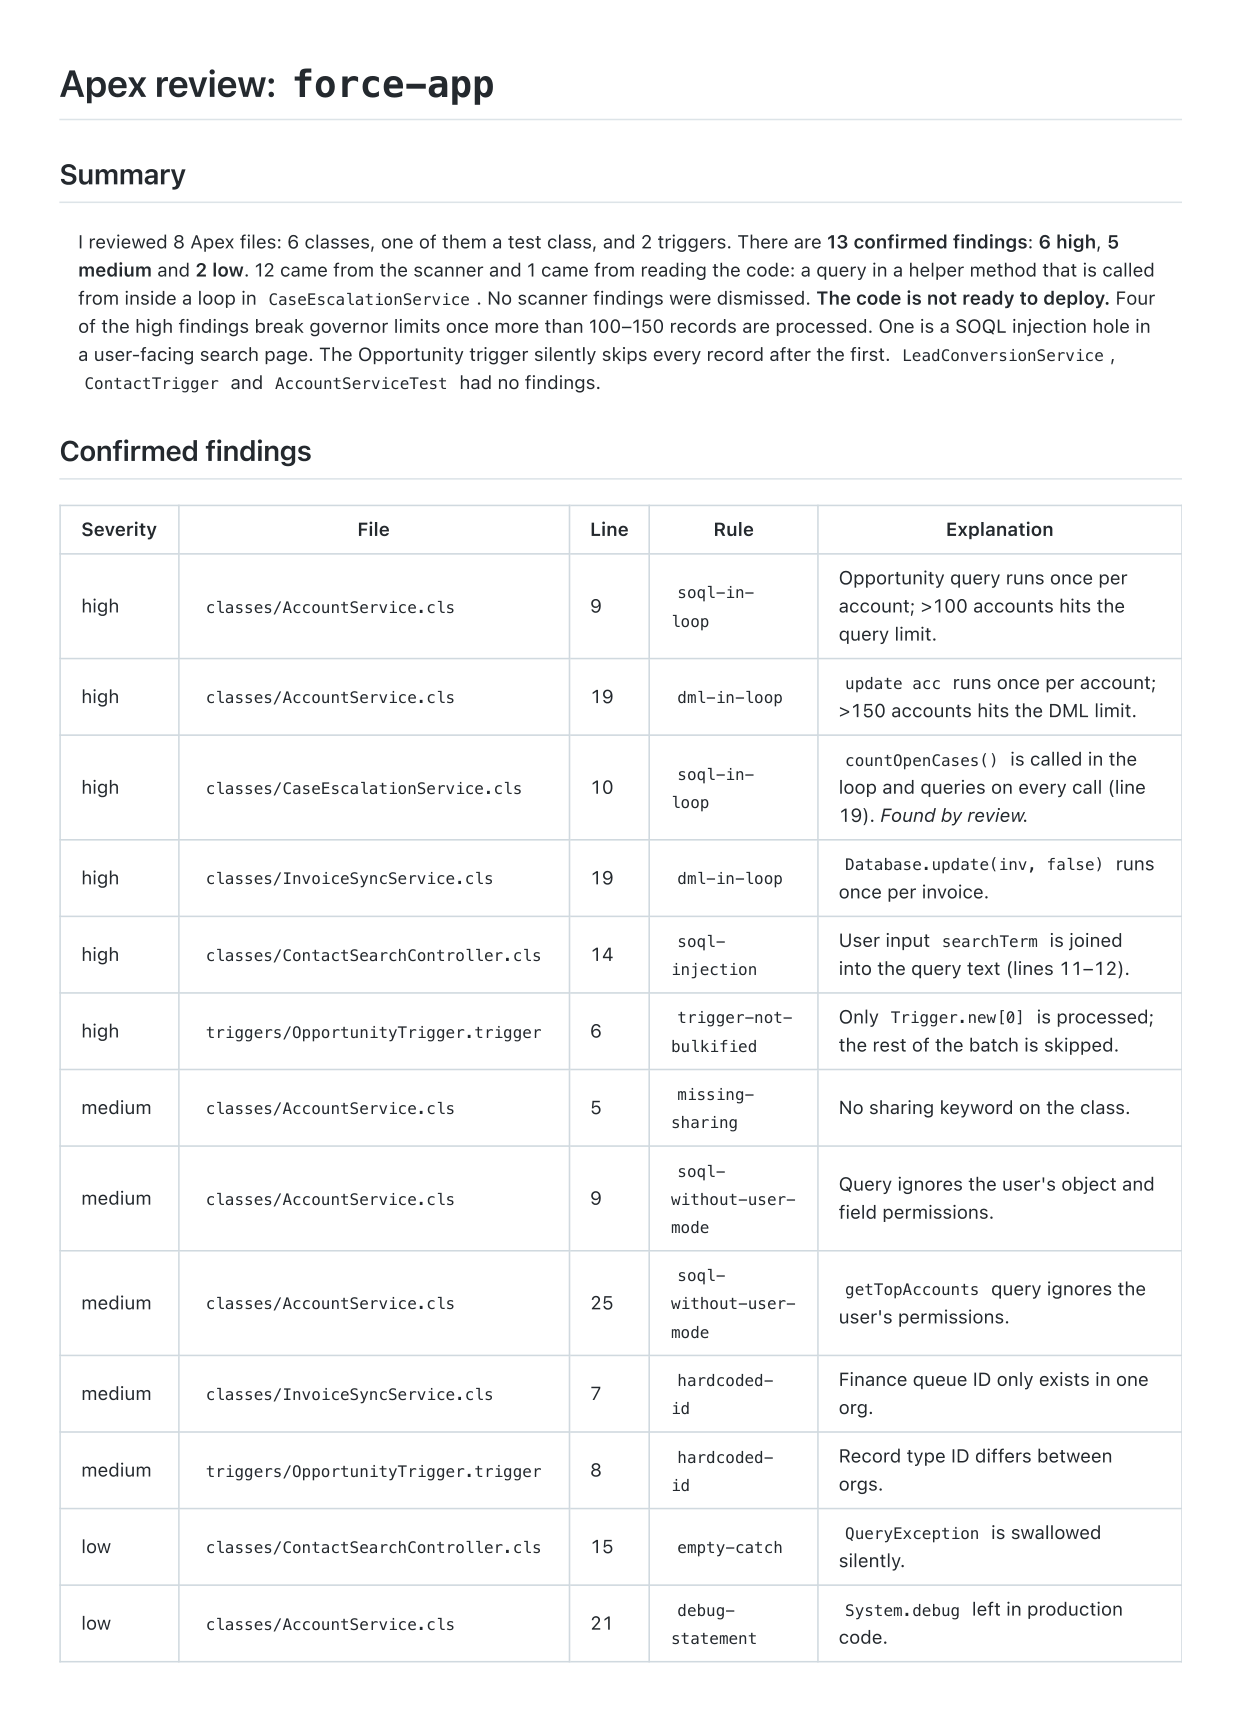 Apex review: force-app
Summary
I reviewed 8 Apex files: 6 classes, one of them a test class, and 2 triggers. There are 13 confirmed findings: 6 high, 5
medium and 2 low. 12 came from the scanner and 1 came from reading the code: a query in a helper method that is called
from inside a loop in CaseEscalationService . No scanner findings were dismissed. The code is not ready to deploy. Four
of the high findings break governor limits once more than 100–150 records are processed. One is a SOQL injection hole in
a user-facing search page. The Opportunity trigger silently skips every record after the first. LeadConversionService ,
ContactTrigger and AccountServiceTest had no findings.
Confirmed findings
Severity File Line Rule Explanation
high classes/AccountService.cls 9 soql-in-
loop
Opportunity query runs once per
account; >100 accounts hits the
query limit.
high classes/AccountService.cls 19 dml-in-loop
update acc runs once per account;
>150 accounts hits the DML limit.
high classes/CaseEscalationService.cls 10 soql-in-
loop
countOpenCases() is called in the
loop and queries on every call (line
19). Found by review.
high classes/InvoiceSyncService.cls 19 dml-in-loop
Database.update(inv, false) runs
once per invoice.
high classes/ContactSearchController.cls 14 soql-
injection
User input searchTerm is joined
into the query text (lines 11–12).
high triggers/OpportunityTrigger.trigger 6 trigger-not-
bulkified
Only Trigger.new[0] is processed;
the rest of the batch is skipped.
medium classes/AccountService.cls 5 missing-
sharing
No sharing keyword on the class.
medium classes/AccountService.cls 9 soql-
without-user-
mode
Query ignores the user's object and
field permissions.
medium classes/AccountService.cls 25 soql-
without-user-
mode
getTopAccounts query ignores the
user's permissions.
medium classes/InvoiceSyncService.cls 7 hardcoded-
id
Finance queue ID only exists in one
org.
medium triggers/OpportunityTrigger.trigger 8 hardcoded-
id
Record type ID differs between
orgs.
low classes/ContactSearchController.cls 15 empty-catch
QueryException is swallowed
silently.
low classes/AccountService.cls 21 debug-
statement
System.debug left in production
code.